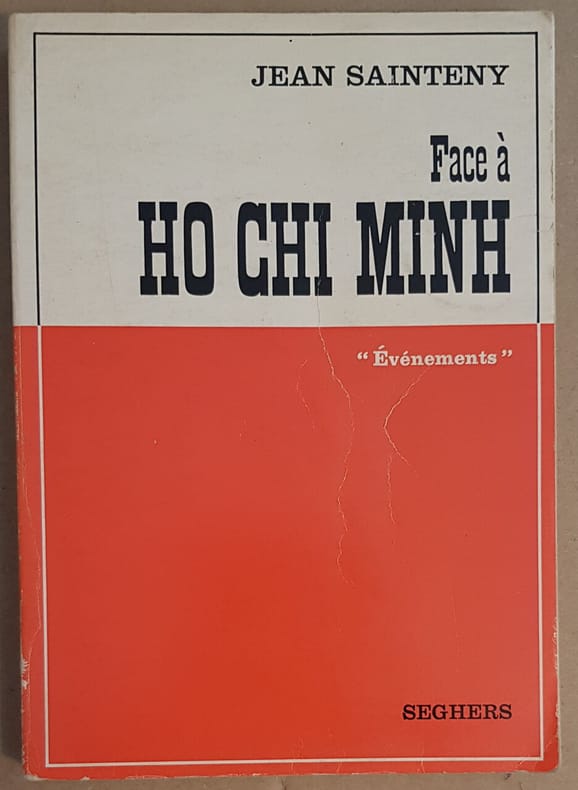 JEAN SAINTENY
Face à
HO CHI MINH
“Événements”
SEGHERS